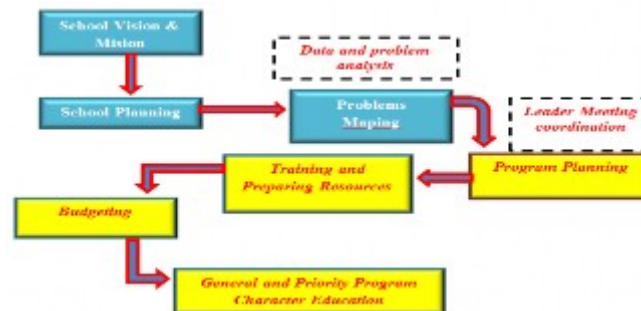 School Vision &
Mision
Data and problem
analysis
School Planning
Problems
Maping
Leader Meeting
coordination
Training and
Preparing Resources
Program Planning
Budgeting
General and Priority Program
Character Education